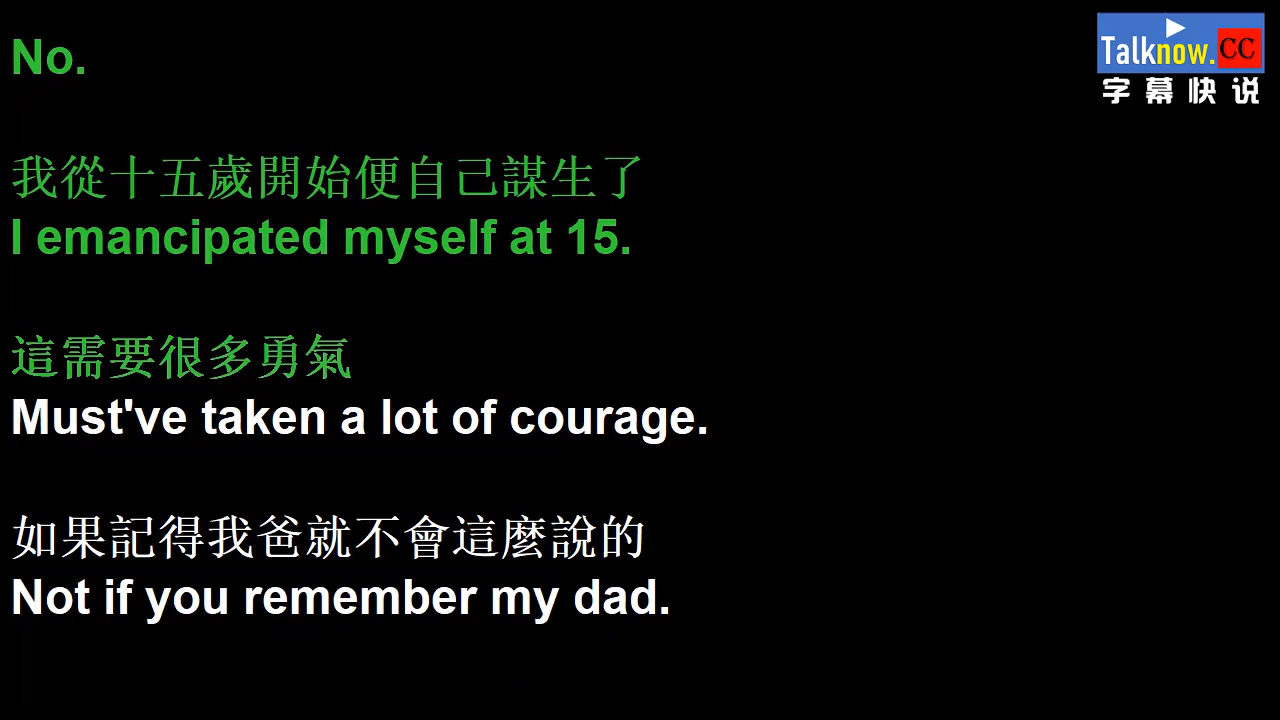 No.
Talknow.CC
字幕快说
我從十五歲開始便自己謀生了
I emancipated myself at 15.
這需要很多勇氣
Must've taken a lot of courage.
如果記得我爸就不會這麼說的
Not if you remember my dad.